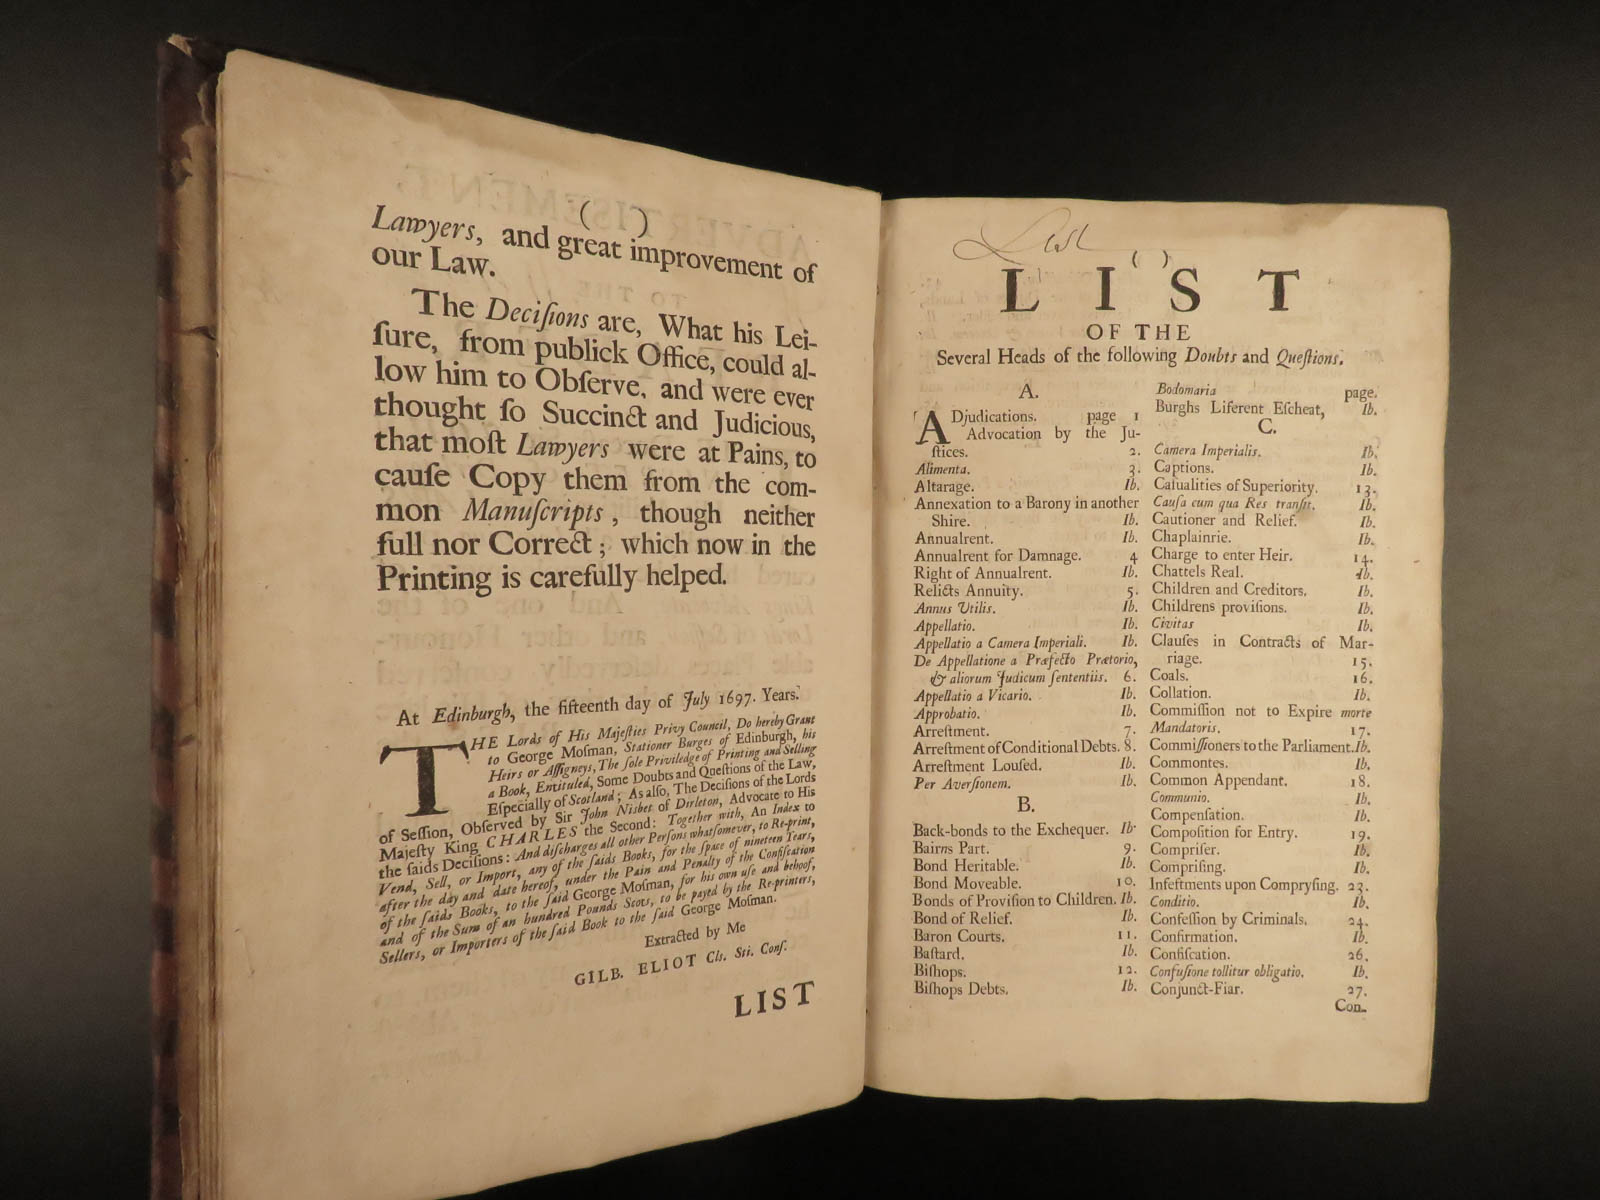 ( )
Lawyers, and great improvement of
our Law.
The Deciſions are, What his Lei-
ſure, from publick Office, could al-
low him to Obſerve, and were ever
thought ſo Succinct and Judicious,
that moſt Lawyers were at Pains, to
cauſe Copy them from the com-
mon Manuſcripts, though neither
full nor Correct; which now in the
Printing is carefully helped.
At Edinburgh, the fifteenth day of July 1697. Years.
THE Lords of His Majeſties Privy Council, Do hereby Grant
to George Moſman, Stationer Burges of Edinburgh, his
Heirs or Aſſigneys, The ſole Priviledge of Printing and Selling
a Book, Entituled, Some Doubts and Queſtions of the Law,
Eſpecially of Scotland; As alſo, The Deciſions of the Lords
of Seſſion, Obſerved by Sir John Nisbet of Dirleton, Advocate to His
Majeſty King CHARLES the Second: Together with, An Index to
the ſaids Deciſions: And diſcharges all other Perſons whatſomever, to Re-print,
Vend, Sell, or Import, any of the ſaids Books, for the ſpace of nineteen Years,
after the day and date hereof, under the Pain and Penalty of the Confiſcation
of the ſaids Books, to the ſaid George Moſman, for his own uſe and behoof,
and of the Sum of an hundred Pounds Scots, to be payed by the Re-printers,
Sellers, or Importers of the ſaid Book to the ſaid George Moſman.
Extracted by Me
GILB. ELIOT Cls. Sti. Conſ.
LIST
List
( )
LIST
OF THE
Several Heads of the following Doubts and Queſtions.
A.
ADjudications. page 1
Advocation by the Ju-
ſtices. 2.
Alimenta. 3.
Altarage. Ib.
Annexation to a Barony in another
Shire. Ib.
Annualrent. Ib.
Annualrent for Damnage. 4
Right of Annualrent. Ib.
Relicts Annuity. 5.
Annus Utilis. Ib.
Appellatio. Ib.
Appellatio a Camera Imperiali. Ib.
De Appellatione a Præfecto Prætorio,
& aliorum Judicum ſententiis. 6.
Appellatio a Vicario. Ib.
Approbatio. Ib.
Arreſtment. 7.
Arreſtment of Conditional Debts. 8.
Arreſtment Louſed. Ib.
Per Averſionem. Ib.
B.
Back-bonds to the Exchequer. Ib.
Bairns Part. 9.
Bond Heritable. Ib.
Bond Moveable. 10.
Bonds of Proviſion to Children. Ib.
Bond of Relief. Ib.
Baron Courts. 11.
Baſtard. Ib.
Biſhops. 12.
Biſhops Debts. Ib.
Bodomaria page.
Burghs Liferent Eſcheat, Ib.
C.
Camera Imperialis. Ib.
Captions. Ib.
Caſualities of Superiority. 13.
Cauſa cum qua Res tranſit. Ib.
Cautioner and Relief. Ib.
Chaplainrie. Ib.
Charge to enter Heir. 14.
Chattels Real. Ib.
Children and Creditors. Ib.
Childrens proviſions. Ib.
Civitas Ib.
Clauſes in Contracts of Mar-
riage. 15.
Coals. 16.
Collation. Ib.
Commiſſion not to Expire morte
Mandatoris. 17.
Commiſſioners to the Parliament. Ib.
Commontes. Ib.
Common Appendant. 18.
Communio. Ib.
Compenſation. Ib.
Compoſition for Entry. 19.
Compriſer. Ib.
Compriſing. Ib.
Infeftments upon Compryſing. 23.
Conditio. Ib.
Confeſſion by Criminals. 24.
Confirmation. Ib.
Confiſcation. 26.
Confuſione tollitur obligatio. Ib.
Conjunct-Fiar. 27.
Con-